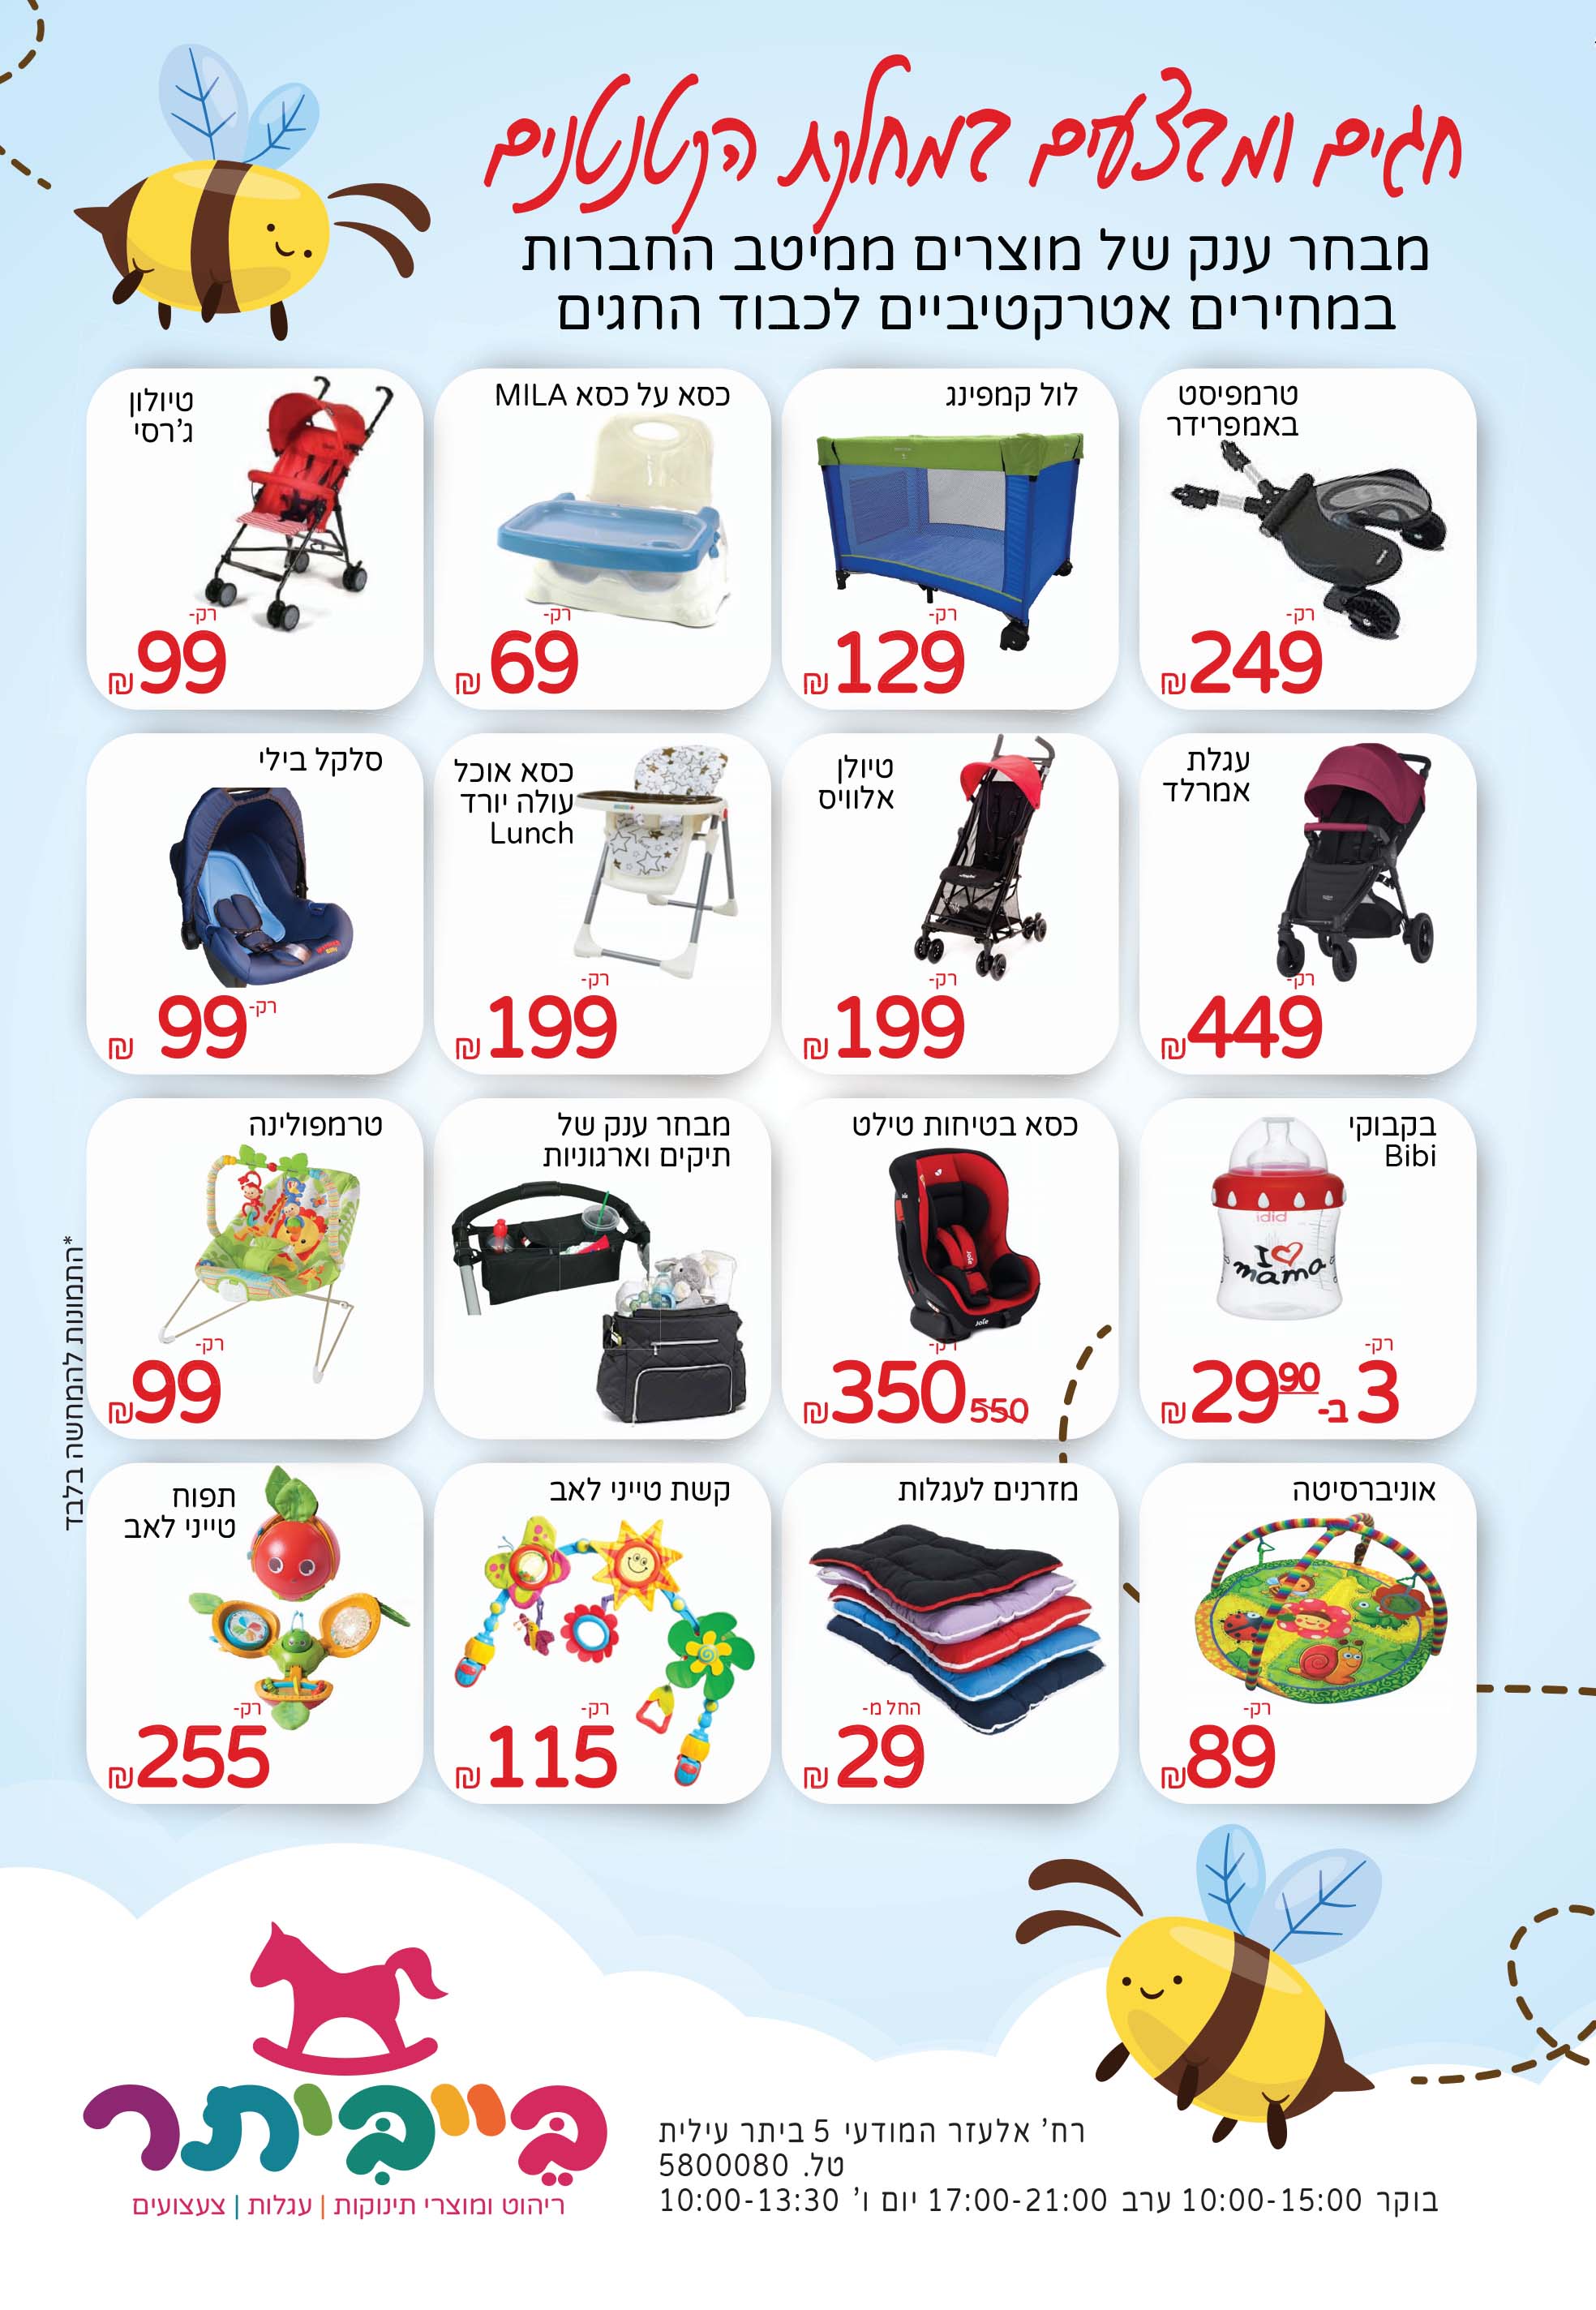 חגים ומבצעים במחלקת הקטנטנים
מבחר ענק של מוצרים ממיטב החברות
במחירים אטרקטיביים לכבוד החגים
טרמפיסט
באמפרידר
רק-
249 ₪
לול קמפינג
רק-
129 ₪
כסא על כסא MILA
רק-
69 ₪
טיולון
ג'רסי
רק-
99 ₪
עגלת
אמרלד
רק-
449 ₪
טיולן
אלוויס
רק-
199 ₪
כסא אוכל
עולה יורד
Lunch
רק-
199 ₪
סלקל בילי
רק- 99 ₪
בקבוקי
Bibi
bibi
I
mama
רק-
3 ב- 29⁹⁰ ₪
כסא בטיחות טילט
Joie
רק-
550 350 ₪
מבחר ענק של
תיקים וארגוניות
טרמפולינה
רק-
99 ₪
אוניברסיטה
רק-
89 ₪
מזרנים לעגלות
החל מ-
29 ₪
קשת טייני לאב
רק-
115 ₪
תפוח
טייני לאב
רק-
255 ₪
*התמונות להמחשה בלבד
בייביתר
ריהוט ומוצרי תינוקות | עגלות | צעצועים
רח' אלעזר המודעי 5 ביתר עילית
טל. 5800080
בוקר 10:00-15:00 ערב 17:00-21:00 יום ו' 10:00-13:30